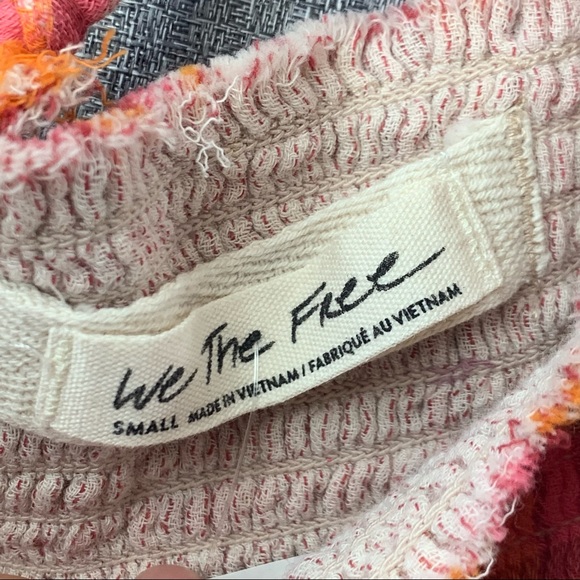 We The Free
SMALL MADE IN VIETNAM / FABRIQUÉ AU VIETNAM